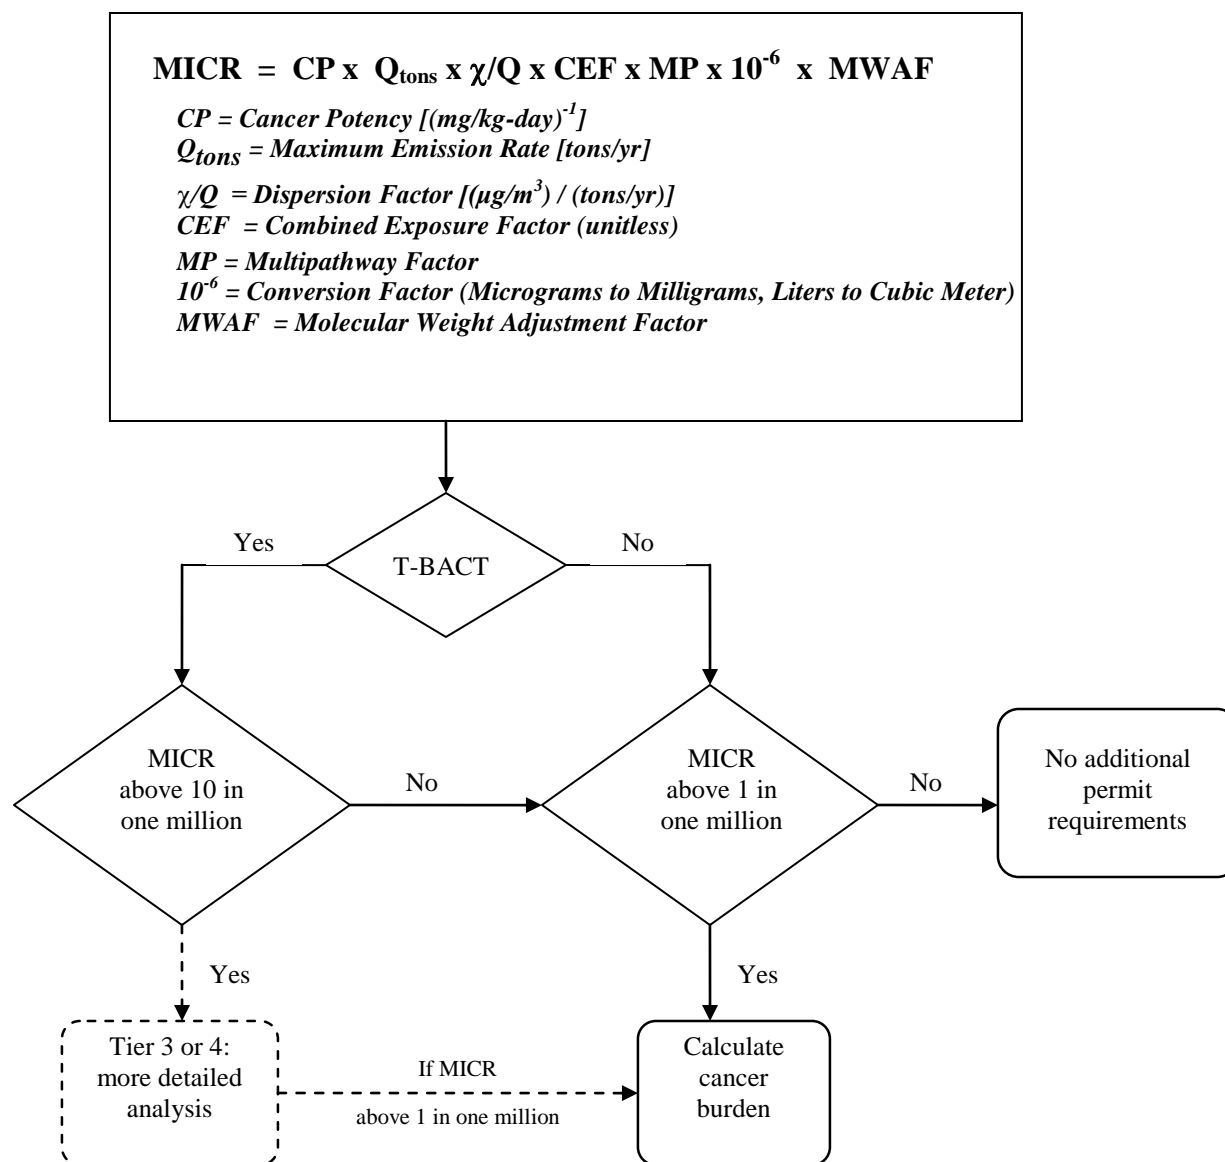 MICR = CP x Qtons x χ/Q x CEF x MP x 10-6 x MWAF
CP = Cancer Potency [(mg/kg-day)-1]
Qtons = Maximum Emission Rate [tons/yr]
χ/Q = Dispersion Factor [(µg/m3) / (tons/yr)]
CEF = Combined Exposure Factor (unitless)
MP = Multipathway Factor
10-6 = Conversion Factor (Micrograms to Milligrams, Liters to Cubic Meter)
MWAF = Molecular Weight Adjustment Factor
Yes
T-BACT
No
MICR
above 10 in
one million
No
MICR
above 1 in
one million
No
No additional
permit
requirements
Yes
Yes
Tier 3 or 4:
more detailed
analysis
If MICR
above 1 in one million
Calculate
cancer
burden